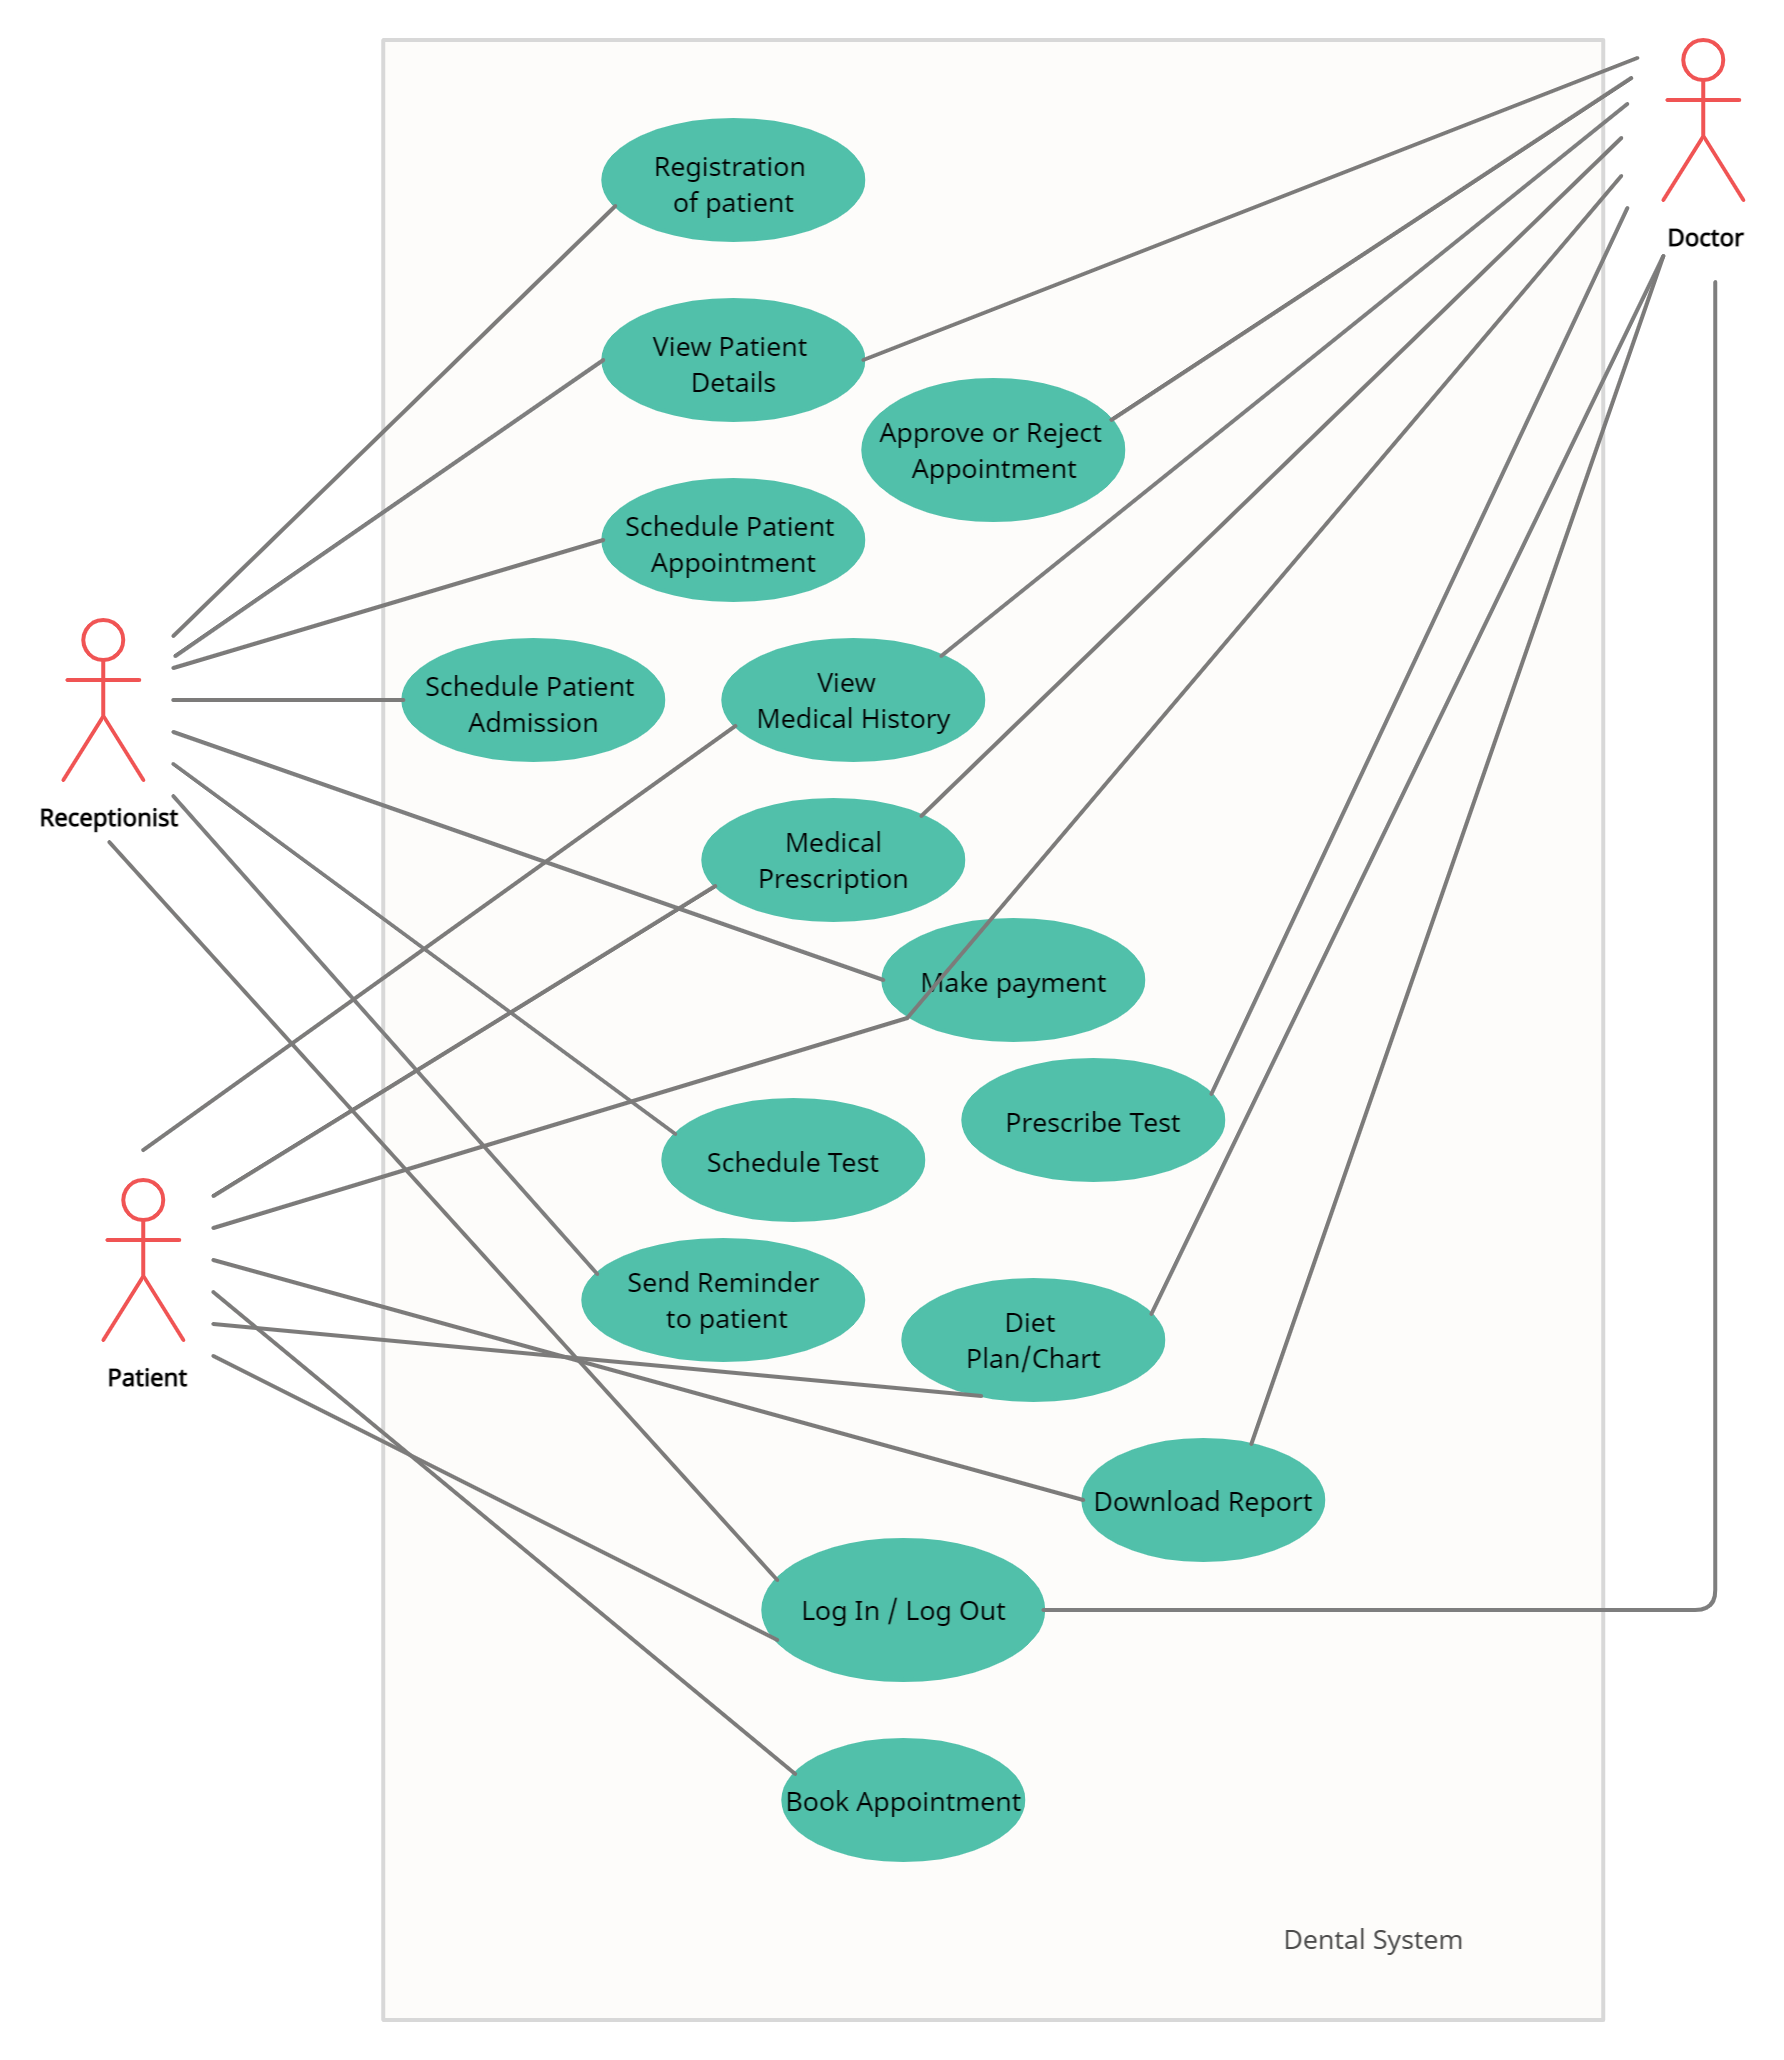 Doctor
Registration
of patient
View Patient
Details
Approve or Reject
Appointment
Schedule Patient
Appointment
Receptionist
Schedule Patient
Admission
View
Medical History
Medical
Prescription
Make payment
Prescribe Test
Schedule Test
Patient
Send Reminder
to patient
Diet
Plan/Chart
Download Report
Log In / Log Out
Book Appointment
Dental System